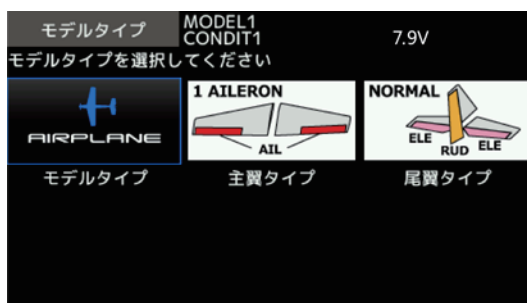 モデルタイプ
MODEL1
CONDIT1
7.9V
モデルタイプを選択してください
AIRPLANE
1 AILERON
AIL
NORMAL
ELE
RUD
ELE
モデルタイプ
主翼タイプ
尾翼タイプ